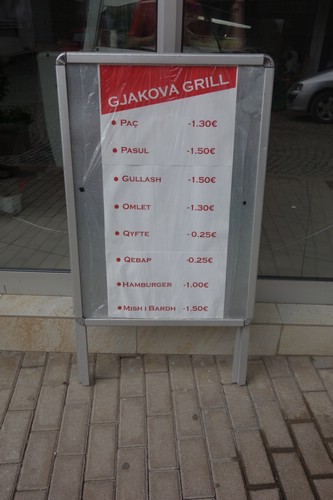 GJAKOVA GRILL
• PAÇ -1.30€
• PASUL -1.50€
• GULLASH -1.50€
• OMLET -1.30€
• QYFTE -0.25€
• QEBAP -0.25€
• HAMBURGER -1.00€
• MISH I BARDH -1.50€